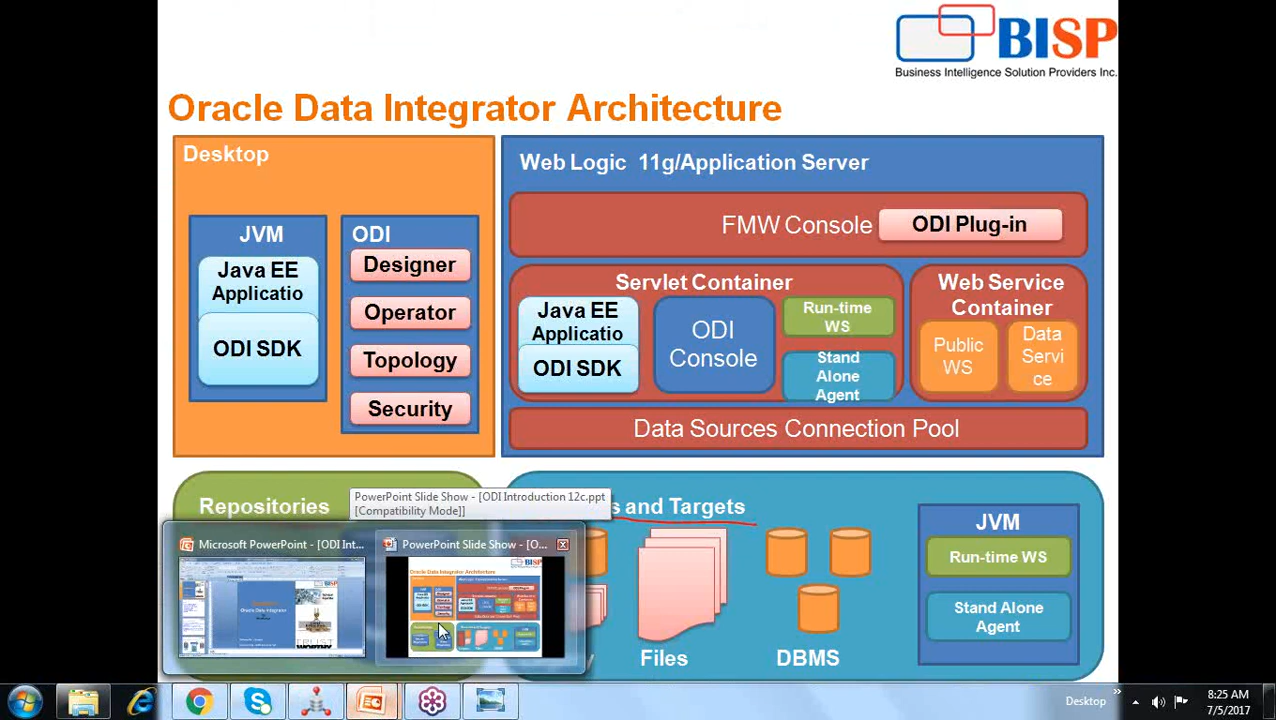 BISP
Business Intelligence Solution Providers Inc.
Oracle Data Integrator Architecture
Desktop
JVM
Java EE
Applicatio
ODI SDK
ODI
Designer
Operator
Topology
Security
Web Logic 11g/Application Server
FMW Console
ODI Plug-in
Servlet Container
Java EE
Applicatio
ODI SDK
ODI
Console
Run-time
WS
Stand
Alone
Agent
Web Service
Container
Public
WS
Data
Servi
ce
Data Sources Connection Pool
Repositories
s and Targets
Files
DBMS
JVM
Run-time WS
Stand Alone
Agent
PowerPoint Slide Show - [ODI Introduction 12c.ppt
[Compatibility Mode]]
Microsoft PowerPoint - [ODI Int...
PowerPoint Slide Show - [O...
Desktop
8:25 AM
7/5/2017